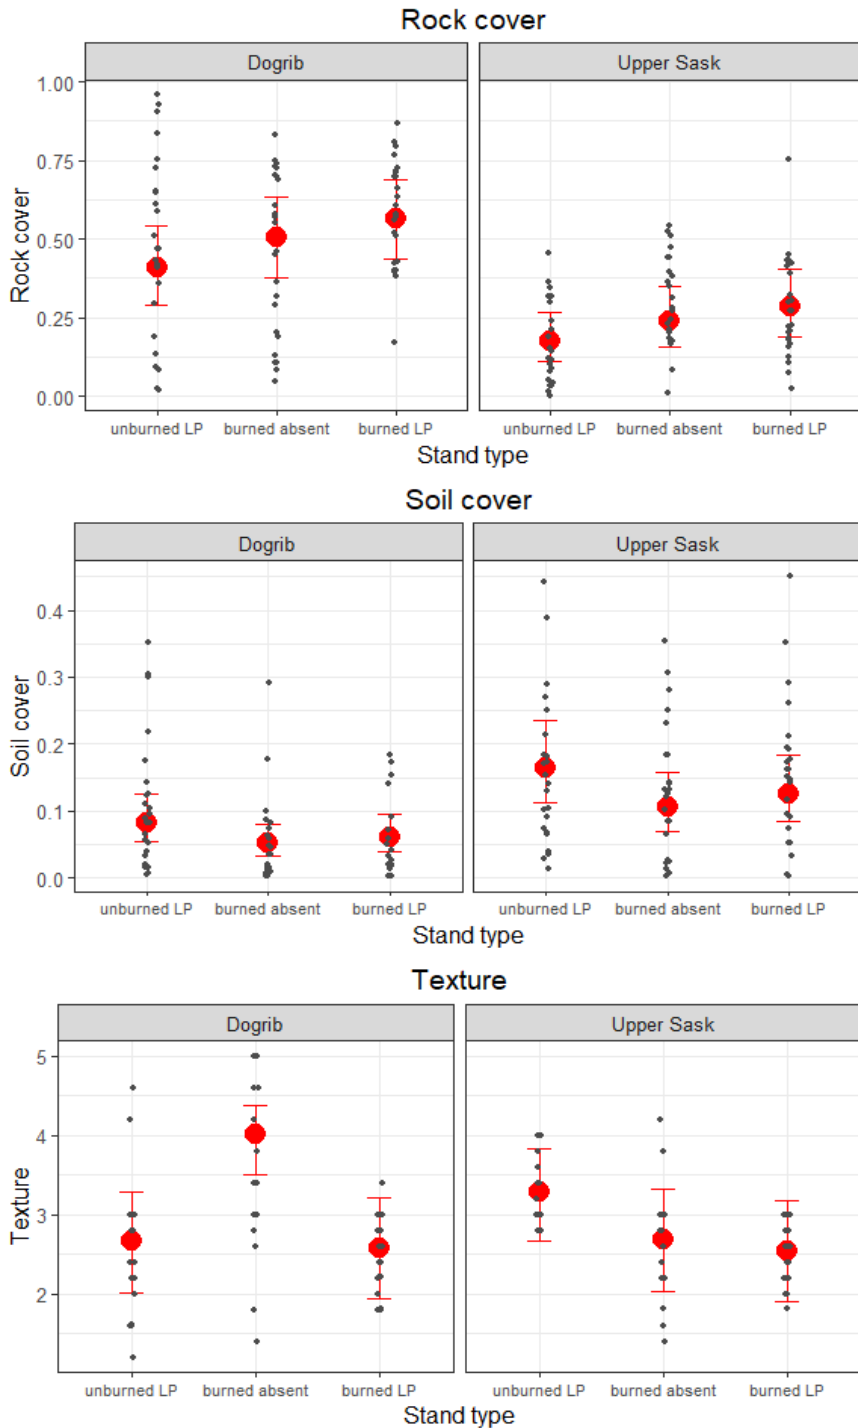 Rock cover
Dogrib Upper Sask
1.00
0.75
0.50
0.25
0.00
Rock cover
unburned LP burned absent burned LP unburned LP burned absent burned LP
Stand type
Soil cover
Dogrib Upper Sask
0.4
0.3
0.2
0.1
0.0
Soil cover
unburned LP burned absent burned LP unburned LP burned absent burned LP
Stand type
Texture
Dogrib Upper Sask
5
4
3
2
Texture
unburned LP burned absent burned LP unburned LP burned absent burned LP
Stand type